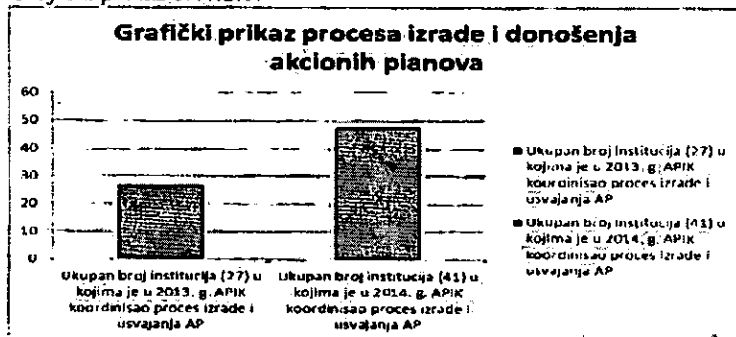 Grafički prikaz procesa izrade i donošenja
akcionih planova
60
50
40
30
20
10
0
Ukupan broj institucija (27) u
kojima je u 2013. g. APIK
koordinisao proces izrade i
usvajanja AP
Ukupan broj institucija (41) u
kojima je u 2014. g. APIK
koordinisao proces izrade i
usvajanja AP
Ukupan broj institucija (27) u
kojima je u 2013. g. APIK
koordinisao proces izrade i
usvajanja AP
Ukupan broj institucija (41) u
kojima je u 2014. g. APIK
koordinisao proces izrade i
usvajanja AP